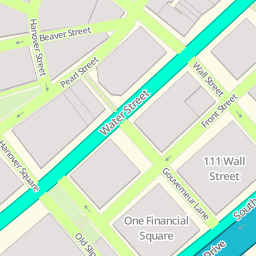 Hanover Street
Beaver Street
Pearl Street
Wall Street
Water Street
Front Street
Hanover Square
111 Wall
Street
Gouverneur Lane
One Financial
Square
Old Slip
South
Drive